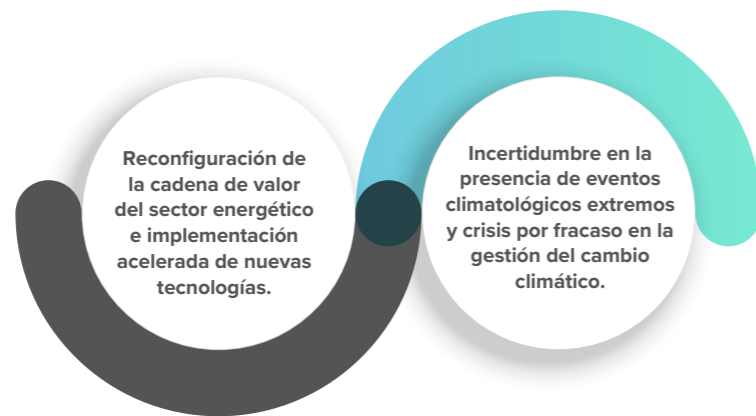 Reconfiguración de
la cadena de valor
del sector energético
e implementación
acelerada de nuevas
tecnologías.
Incertidumbre en la
presencia de eventos
climatológicos extremos
y crisis por fracaso en la
gestión del cambio
climático.